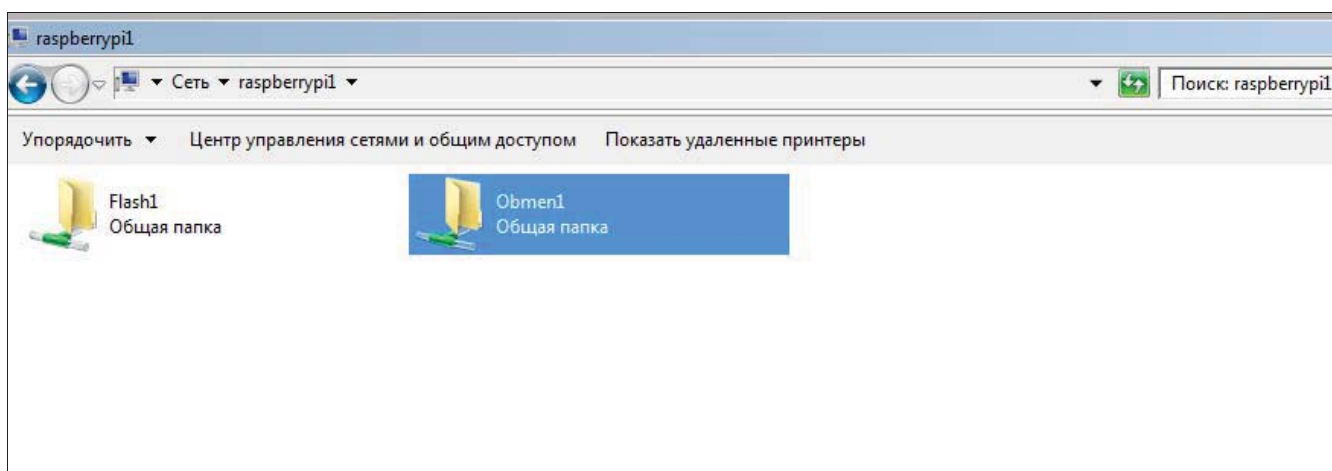 raspberrypi1
Сеть raspberrypi1
Поиск: raspberrypi1
Упорядочить Центр управления сетями и общим доступом Показать удаленные принтеры
Flash1
Общая папка
Obmen1
Общая папка